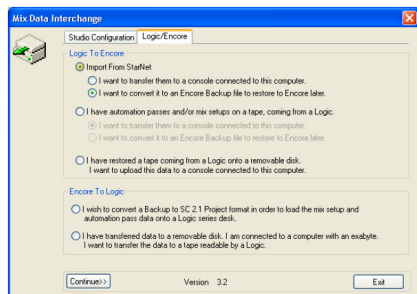 Mix Data Interchange
Studio Configuration
Logic/Encore
Logic To Encore
Import From StarNet
I want to transfer them to a console connected to this computer.
I want to convert it to an Encore Backup file to restore to Encore later.
I have automation passes and/or mix setups on a tape, coming from a Logic.
I want to transfer them to a console connected to this computer.
I want to convert it to an Encore Backup file to restore to Encore later.
I have restored a tape coming from a Logic onto a removable disk.
I want to upload this data to a console connected to this computer.
Encore To Logic
I wish to convert a Backup to SC 2.1 Project format in order to load the mix setup and
automation pass data onto a Logic series desk.
I have transferred data to a removable disk. I am connected to a computer with an exabyte.
I want to transfer the data to a tape readable by a Logic.
Continue>>
Version 3.2
Exit